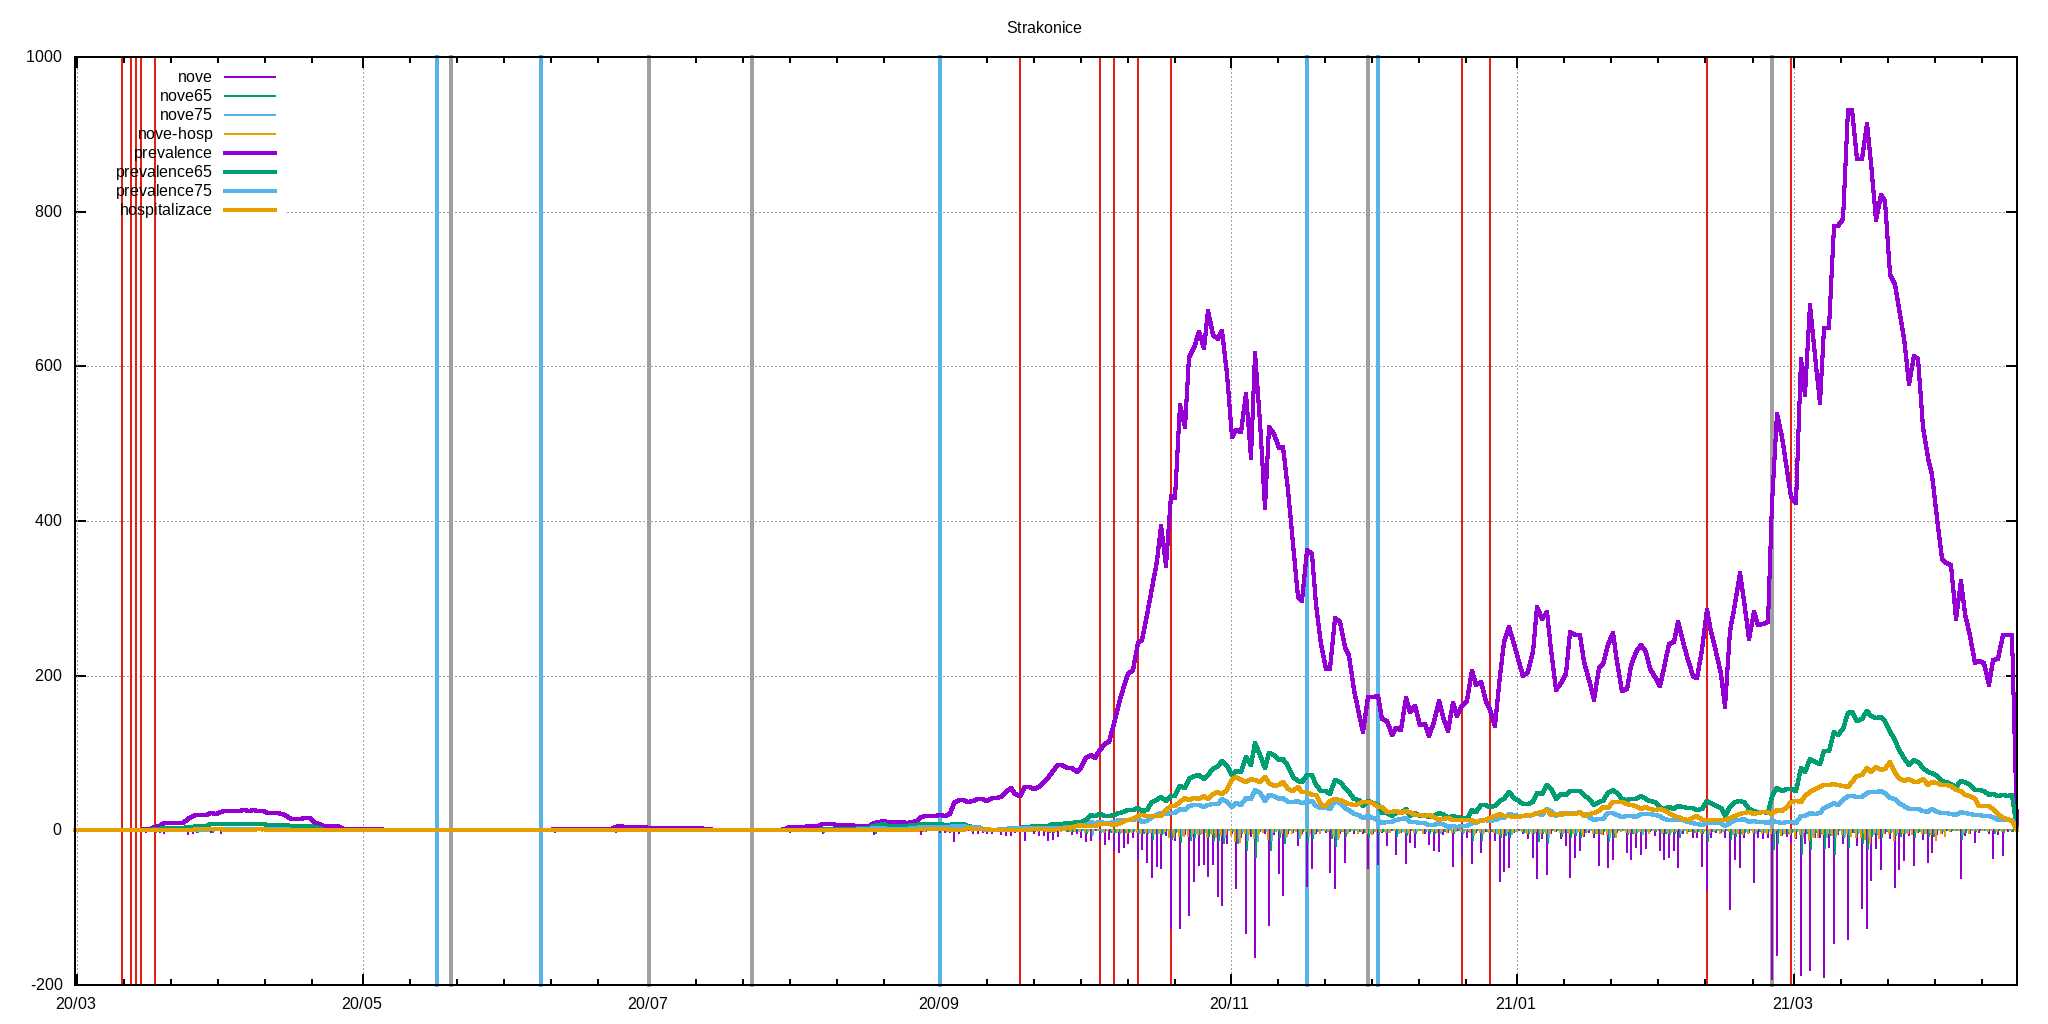 Strakonice
1000
800
600
400
200
0
-200
nove
nove65
nove75
nove-hosp
prevalence
prevalence65
prevalence75
hospitalizace
20/03 20/05 20/07 20/09 20/11 21/01 21/03